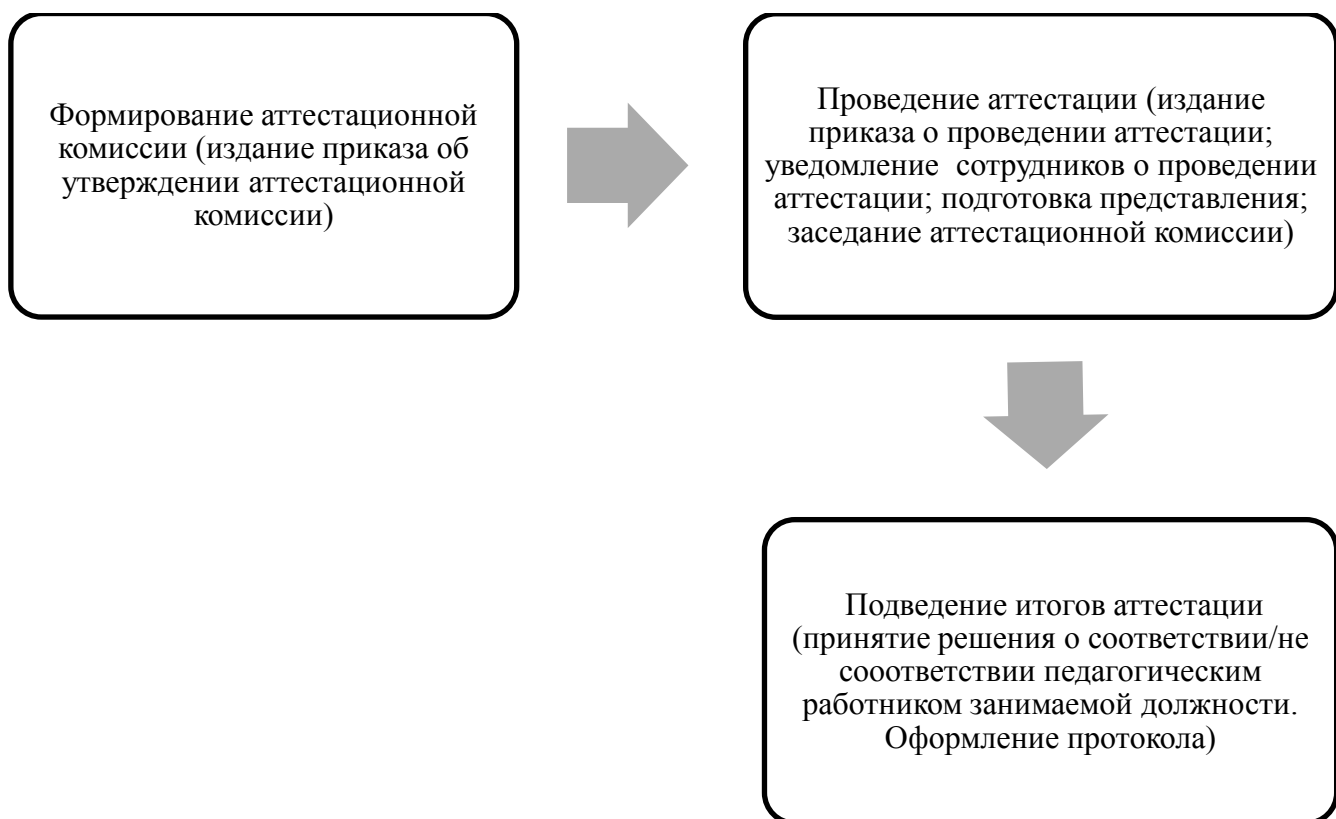 Формирование аттестационной
комиссии (издание приказа об
утверждении аттестационной
комиссии)
Проведение аттестации (издание
приказа о проведении аттестации;
уведомление  сотрудников о проведении
аттестации; подготовка представления;
заседание аттестационной комиссии)
Подведение итогов аттестации
(принятие решения о соответствии/не
сооответствии педагогическим
работником занимаемой должности.
Оформление протокола)